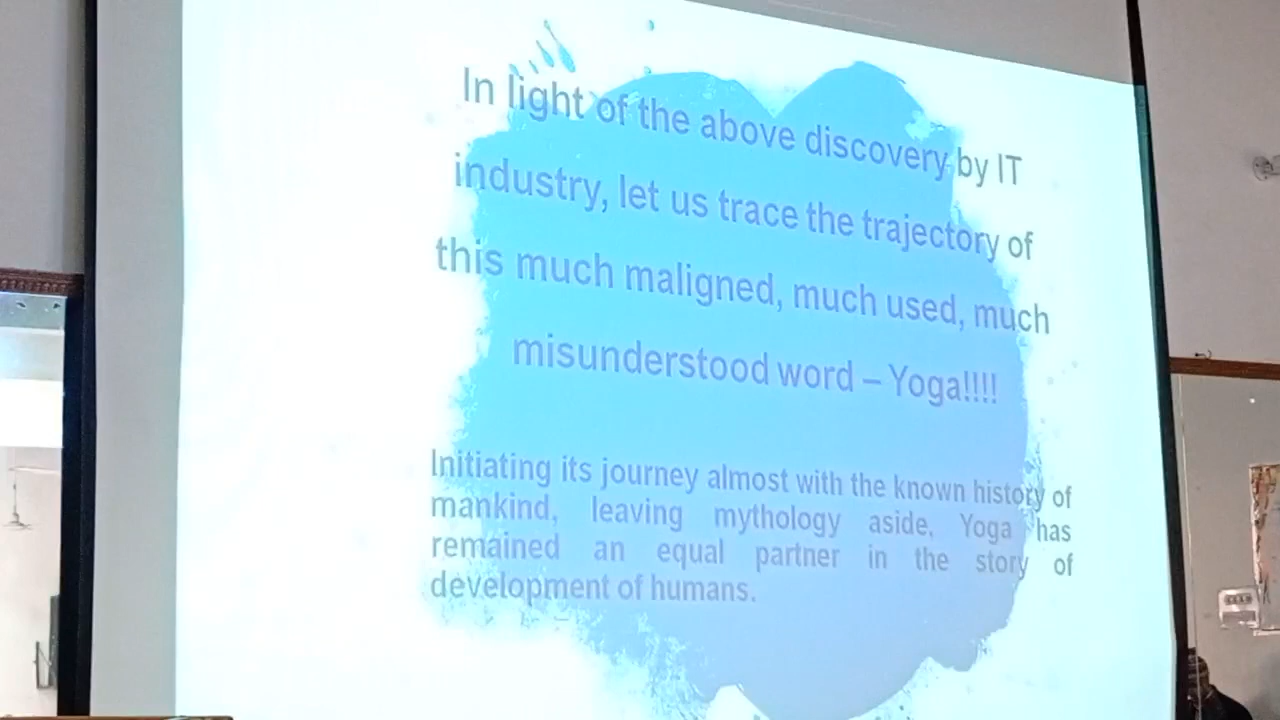 In light of the above discovery by IT
industry, let us trace the trajectory of
this much maligned, much used, much
misunderstood word – Yoga!!!!
Initiating its journey almost with the known history of
mankind, leaving mythology aside, Yoga has
remained an equal partner in the story of
development of humans.